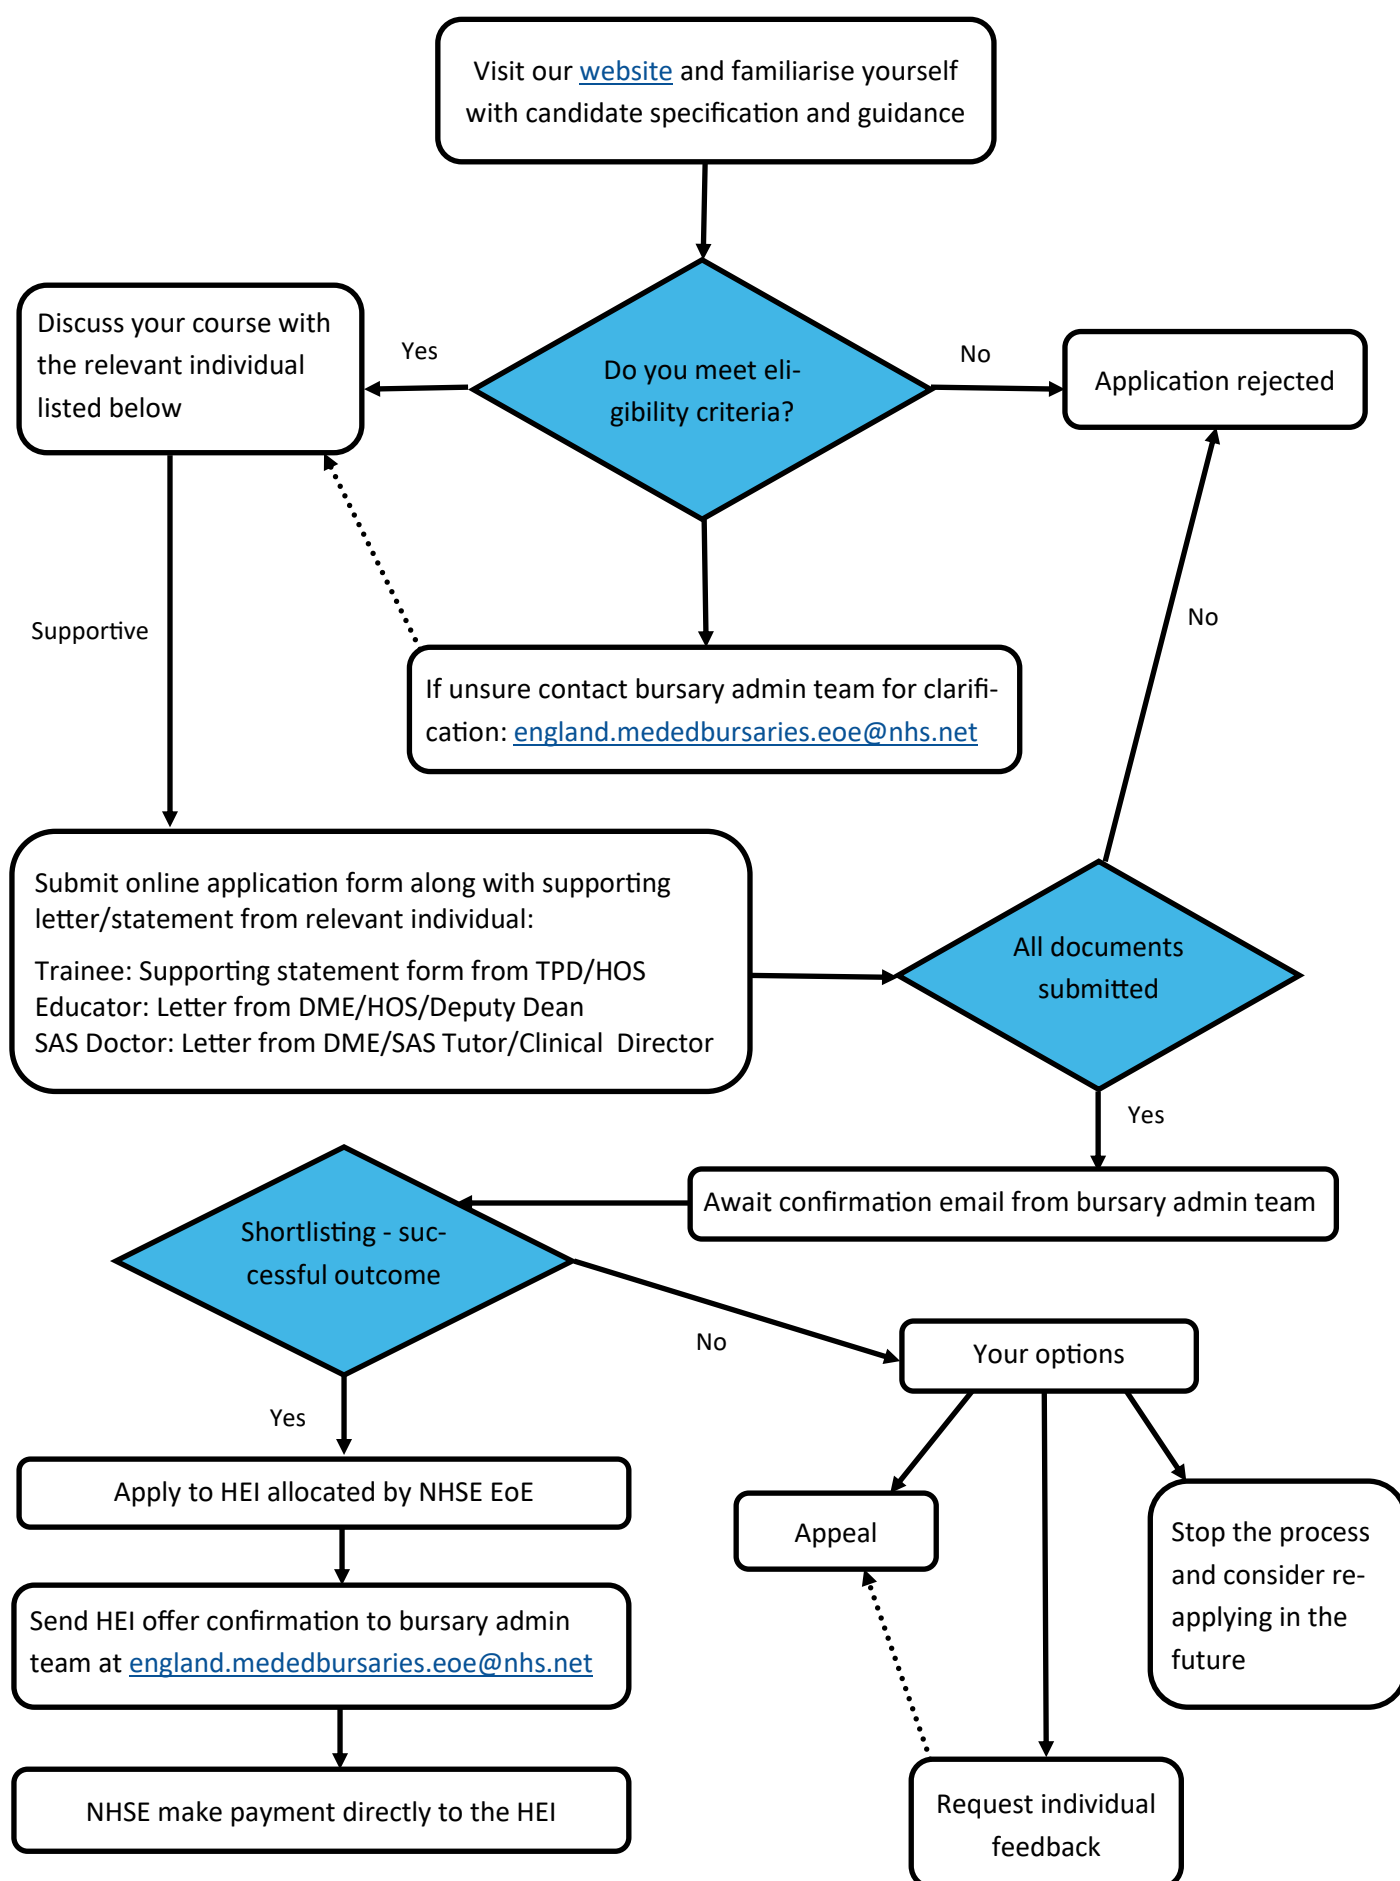 Visit our website and familiarise yourself
with candidate specification and guidance
Discuss your course with
the relevant individual
listed below
Yes
Do you meet eli-
gibility criteria?
No
Application rejected
Supportive
No
If unsure contact bursary admin team for clarifi-
cation: england.mededbursaries.eoe@nhs.net
Submit online application form along with supporting
letter/statement from relevant individual:
Trainee: Supporting statement form from TPD/HOS
Educator: Letter from DME/HOS/Deputy Dean
SAS Doctor: Letter from DME/SAS Tutor/Clinical  Director
All documents
submitted
Yes
Await confirmation email from bursary admin team
Shortlisting - suc-
cessful outcome
No
Your options
Yes
Apply to HEI allocated by NHSE EoE
Appeal
Stop the process
and consider re-
applying in the
future
Send HEI offer confirmation to bursary admin
team at england.mededbursaries.eoe@nhs.net
NHSE make payment directly to the HEI
Request individual
feedback